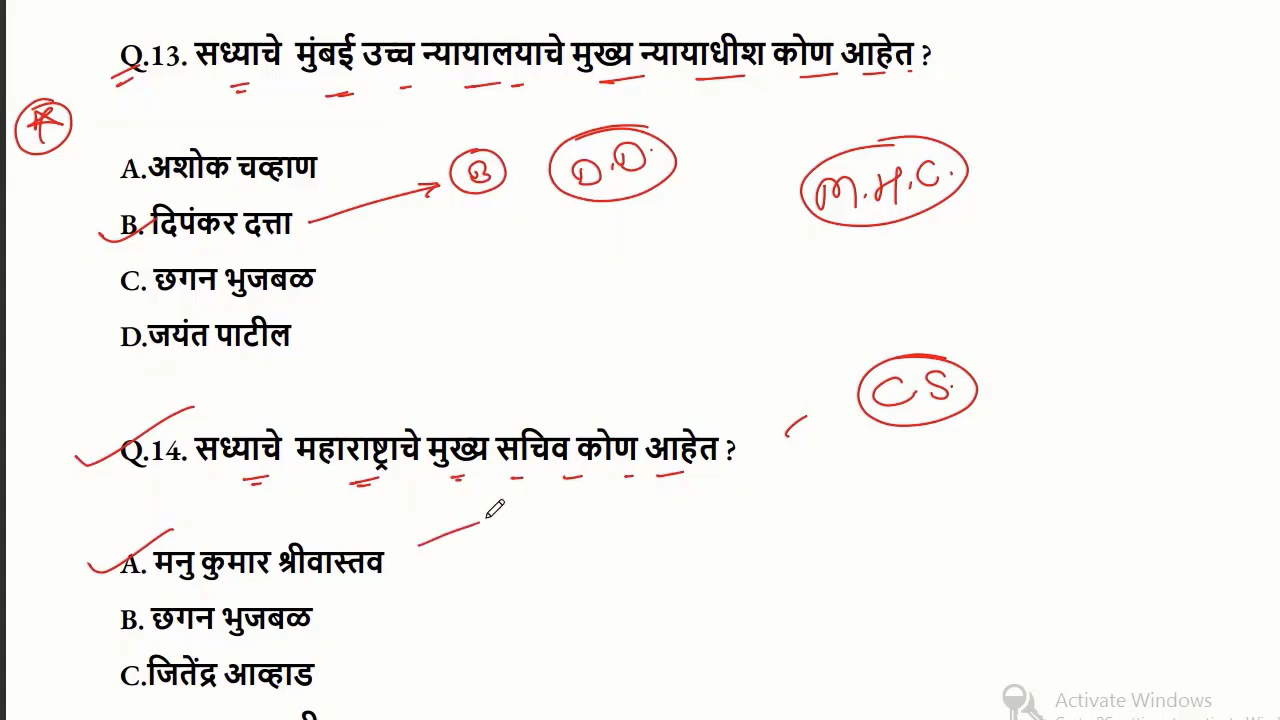 Q.13. सध्याचे मुंबई उच्च न्यायालयाचे मुख्य न्यायाधीश कोण आहेत ?
A.अशोक चव्हाण
B. दिपंकर दत्ता
B
D.D.
M.H.C.
C. छगन भुजबळ
D.जयंत पाटील
C S.
Q.14. सध्याचे महाराष्ट्राचे मुख्य सचिव कोण आहेत ?
A. मनु कुमार श्रीवास्तव
B. छगन भुजबळ
C.जितेंद्र आव्हाड
Activate Windows